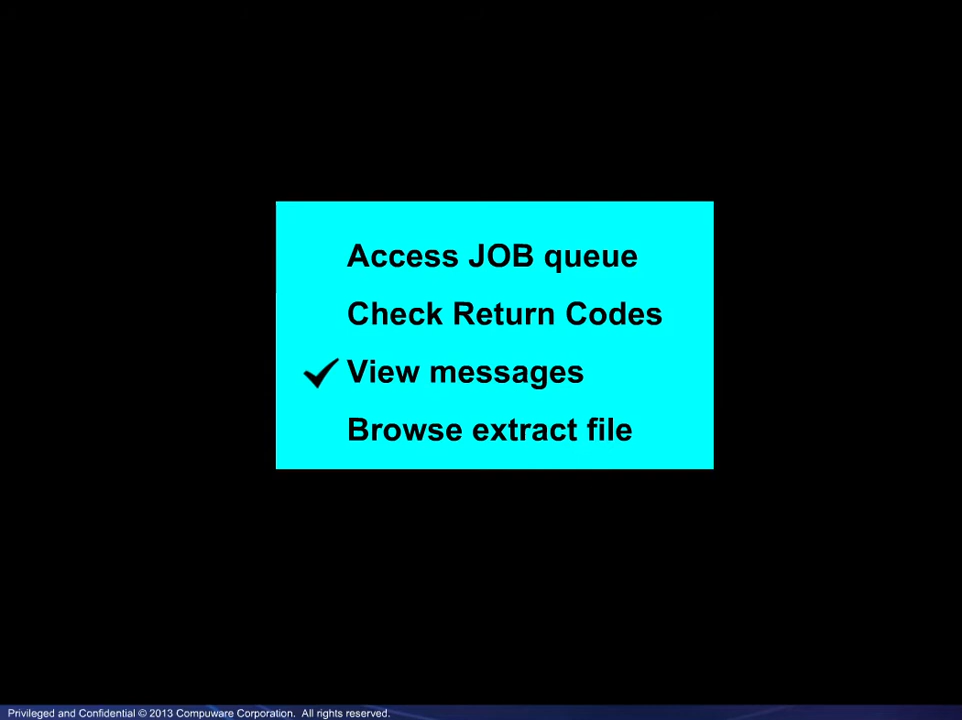 Access JOB queue
Check Return Codes
View messages
Browse extract file
Privileged and Confidential © 2013 Compuware Corporation. All rights reserved.